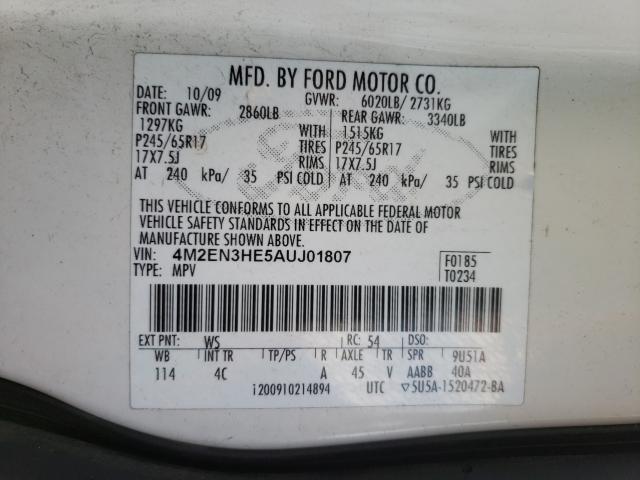 MFD. BY FORD MOTOR CO.
DATE: 10/09 GVWR: 6020LB/ 2731KG
FRONT GAWR: 2860LB REAR GAWR: 3340LB
1297KG WITH 1515KG WITH
P245/65R17 TIRES P245/65R17 TIRES
17X7.5J RIMS 17X7.5J RIMS
AT 240 kPa/ 35 PSI COLD AT 240 kPa/ 35 PSI COLD
THIS VEHICLE CONFORMS TO ALL APPLICABLE FEDERAL MOTOR
VEHICLE SAFETY STANDARDS IN EFFECT ON THE DATE OF
MANUFACTURE SHOWN ABOVE.
VIN: 4M2EN3HE5AUJ01807 F0185
TYPE: MPV T0234
EXT PNT: WS RC: 54 DSO:
WB INT TR TP/PS R AXLE TR SPR 9U51A
114 4C A 45 V AABB 40A
i200910214894 UTC ▽5U5A-1520472-BA
Ford